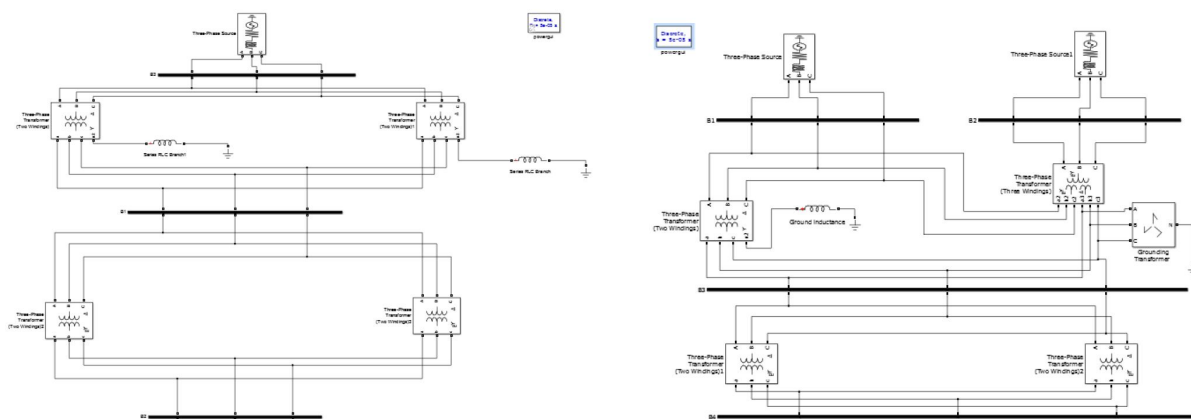 Three-Phase Source
Discrete,
powergui
A B C
Three-Phase
Transformer
(Two Windings)
Three-Phase
Transformer
(Two Windings)1
Series RLC Branch1
Series RLC Branch
B1
Three-Phase
Transformer
(Two Windings)2
Three-Phase
Transformer
(Two Windings)3
Discrete,
powergui
Three-Phase Source
Three-Phase Source1
A B C
A B C
B1
B2
Three-Phase
Transformer
(Three Windings)
Three-Phase
Transformer
(Two Windings)
Ground Inductance
A
B
C
N
Grounding
Transformer
B3
Three-Phase
Transformer
(Two Windings)1
Three-Phase
Transformer
(Two Windings)2
B4